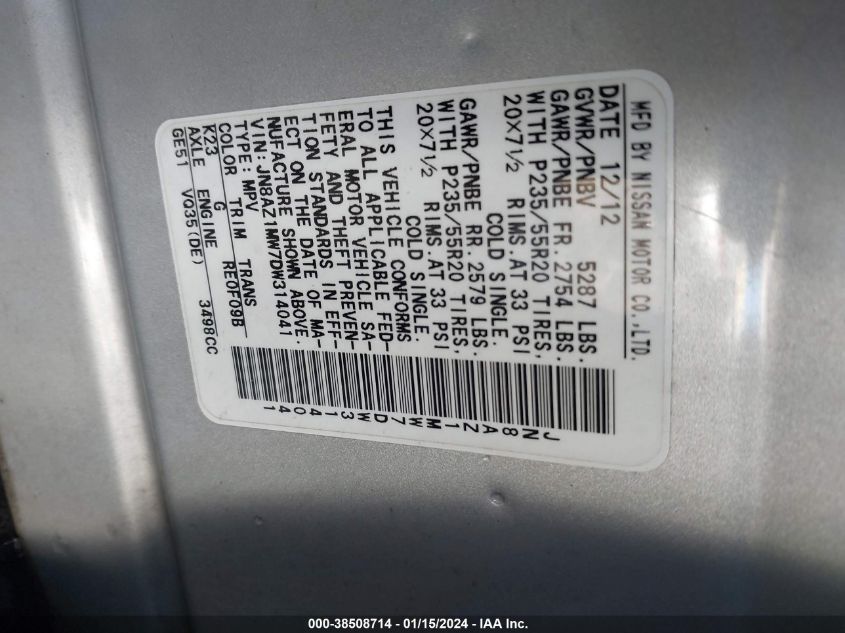 MFD BY NISSAN MOTOR CO.,LTD.
DATE 12/12
GVWR/PNBV 5287 LBS.
GAWR/PNBE FR. 2754 LBS.
WITH P235/55R20 TIRES,
20X7½ RIMS.AT 33 PSI
COLD SINGLE.
GAWR/PNBE RR. 2579 LBS.
WITH P235/55R20 TIRES,
20X7½ RIMS.AT 33 PSI
COLD SINGLE.
THIS VEHICLE CONFORMS
TO ALL APPLICABLE FED-
ERAL MOTOR VEHICLE SA-
FETY AND THEFT PREVEN-
TION STANDARDS IN EFF-
ECT ON THE DATE OF MA-
NUFACTURE SHOWN ABOVE.
VIN:JN8AZ1MW7DW314041
TYPE:MPV
COLOR TRIM TRANS
K23 G RE0F09B
AXLE ENGINE
GE51 VQ35(DE) 3498CC
JN8AZ1MW7DW314041
000-38508714 - 01/15/2024 - IAA Inc.